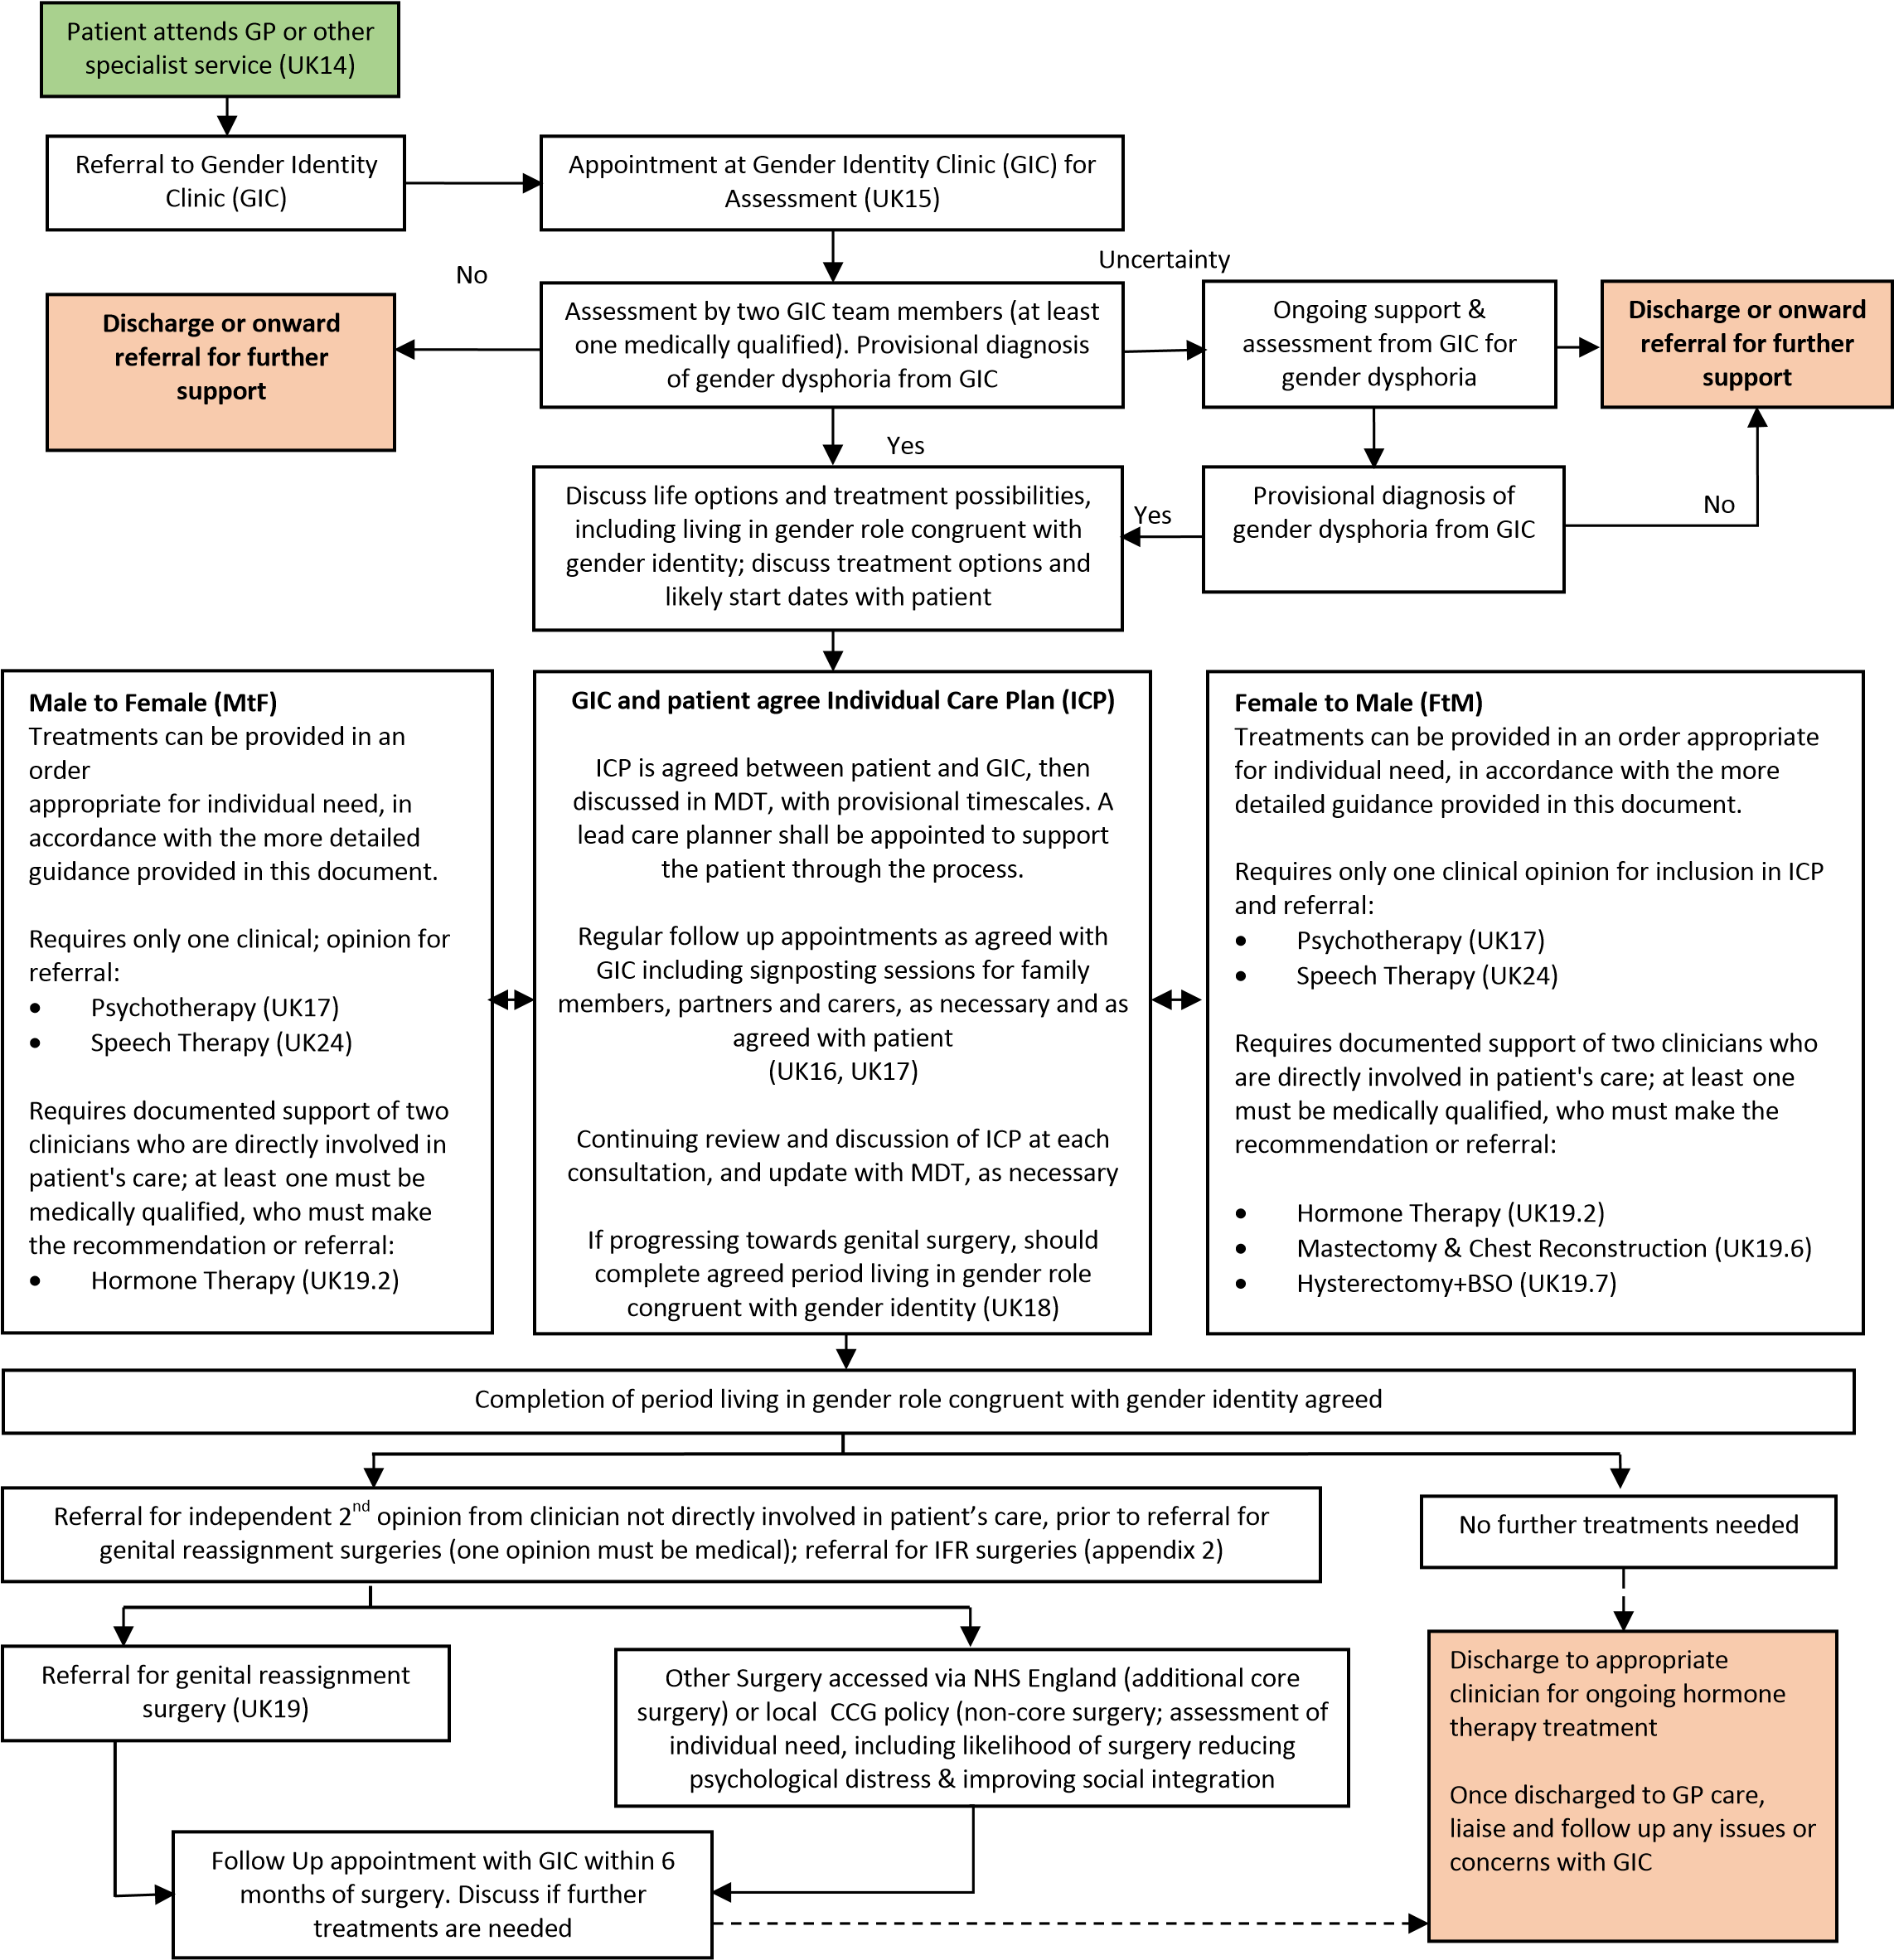 Patient attends GP or other
specialist service (UK14)
Referral to Gender Identity
Clinic (GIC)
Appointment at Gender Identity Clinic (GIC) for
Assessment (UK15)
No
Uncertainty
Discharge or onward
referral for further
support
Assessment by two GIC team members (at least
one medically qualified). Provisional diagnosis
of gender dysphoria from GIC
Ongoing support &
assessment from GIC for
gender dysphoria
Discharge or onward
referral for further
support
Yes
Discuss life options and treatment possibilities,
including living in gender role congruent with
gender identity; discuss treatment options and
likely start dates with patient
Yes
Provisional diagnosis of
gender dysphoria from GIC
No
Male to Female (MtF)
Treatments can be provided in an
order
appropriate for individual need, in
accordance with the more detailed
guidance provided in this document.
Requires only one clinical; opinion for
referral:
• Psychotherapy (UK17)
• Speech Therapy (UK24)
Requires documented support of two
clinicians who are directly involved in
patient's care; at least one must be
medically qualified, who must make
the recommendation or referral:
• Hormone Therapy (UK19.2)
GIC and patient agree Individual Care Plan (ICP)
ICP is agreed between patient and GIC, then
discussed in MDT, with provisional timescales. A
lead care planner shall be appointed to support
the patient through the process.
Regular follow up appointments as agreed with
GIC including signposting sessions for family
members, partners and carers, as necessary and as
agreed with patient
(UK16, UK17)
Continuing review and discussion of ICP at each
consultation, and update with MDT, as necessary
If progressing towards genital surgery, should
complete agreed period living in gender role
congruent with gender identity (UK18)
Female to Male (FtM)
Treatments can be provided in an order appropriate
for individual need, in accordance with the more
detailed guidance provided in this document.
Requires only one clinical opinion for inclusion in ICP
and referral:
• Psychotherapy (UK17)
• Speech Therapy (UK24)
Requires documented support of two clinicians who
are directly involved in patient's care; at least one
must be medically qualified, who must make the
recommendation or referral:
• Hormone Therapy (UK19.2)
• Mastectomy & Chest Reconstruction (UK19.6)
• Hysterectomy+BSO (UK19.7)
Completion of period living in gender role congruent with gender identity agreed
Referral for independent 2nd opinion from clinician not directly involved in patient’s care, prior to referral for
genital reassignment surgeries (one opinion must be medical); referral for IFR surgeries (appendix 2)
No further treatments needed
Referral for genital reassignment
surgery (UK19)
Other Surgery accessed via NHS England (additional core
surgery) or local CCG policy (non-core surgery; assessment of
individual need, including likelihood of surgery reducing
psychological distress & improving social integration
Discharge to appropriate
clinician for ongoing hormone
therapy treatment
Once discharged to GP care,
liaise and follow up any issues or
concerns with GIC
Follow Up appointment with GIC within 6
months of surgery. Discuss if further
treatments are needed